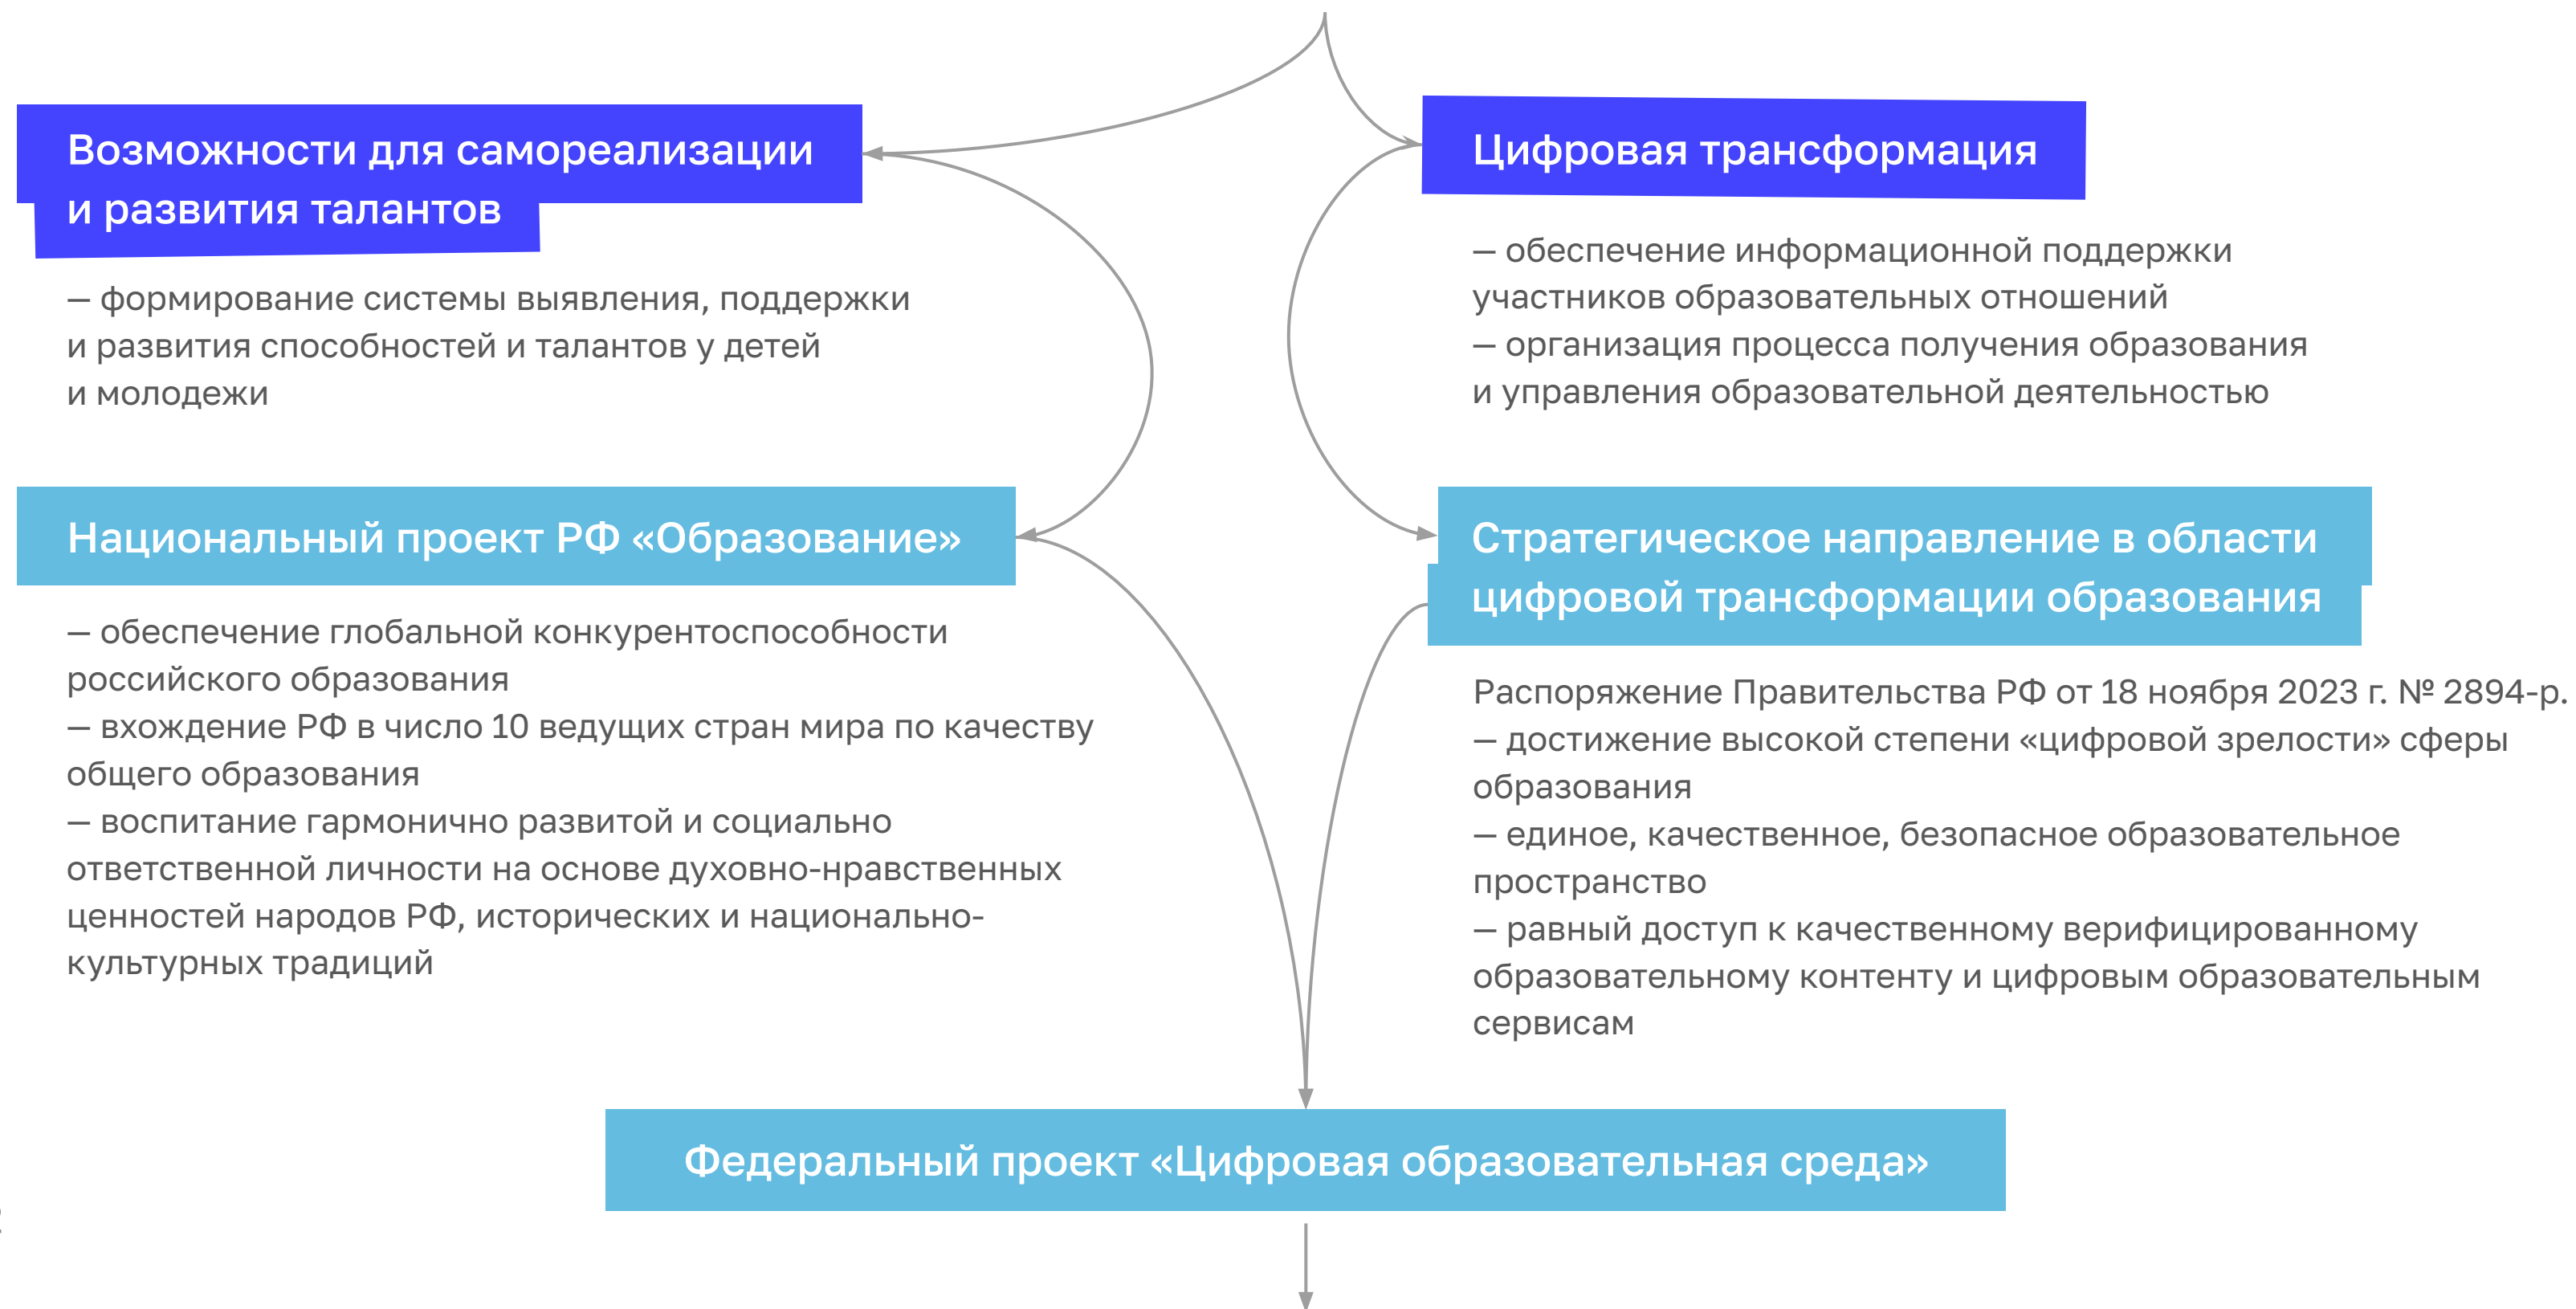 Возможности для самореализации
и развития талантов
— формирование системы выявления, поддержки
и развития способностей и талантов у детей
и молодежи
Цифровая трансформация
— обеспечение информационной поддержки
участников образовательных отношений
— организация процесса получения образования
и управления образовательной деятельностью
Национальный проект РФ «Образование»
— обеспечение глобальной конкурентоспособности
российского образования
— вхождение РФ в число 10 ведущих стран мира по качеству
общего образования
— воспитание гармонично развитой и социально
ответственной личности на основе духовно-нравственных
ценностей народов РФ, исторических и национально-
культурных традиций
Стратегическое направление в области
цифровой трансформации образования
Распоряжение Правительства РФ от 18 ноября 2023 г. № 2894-р.
— достижение высокой степени «цифровой зрелости» сферы
образования
— единое, качественное, безопасное образовательное
пространство
— равный доступ к качественному верифицированному
образовательному контенту и цифровым образовательным
сервисам
Федеральный проект «Цифровая образовательная среда»